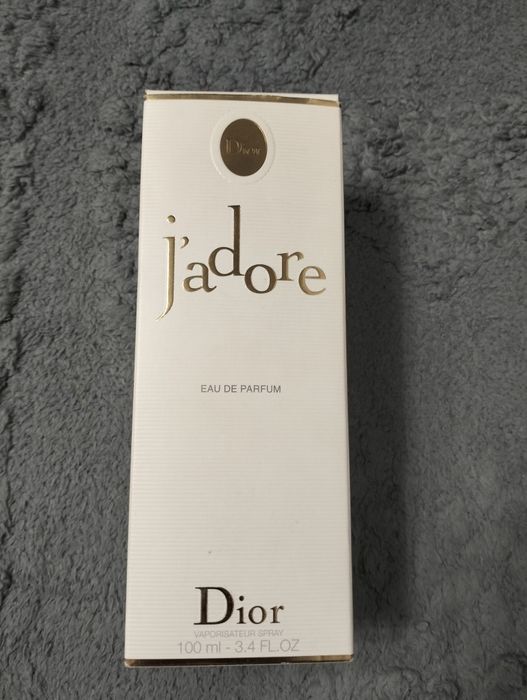 Dior
j'adore
EAU DE PARFUM
Dior
VAPORISATEUR SPRAY
100 ml - 3.4 FL.OZ